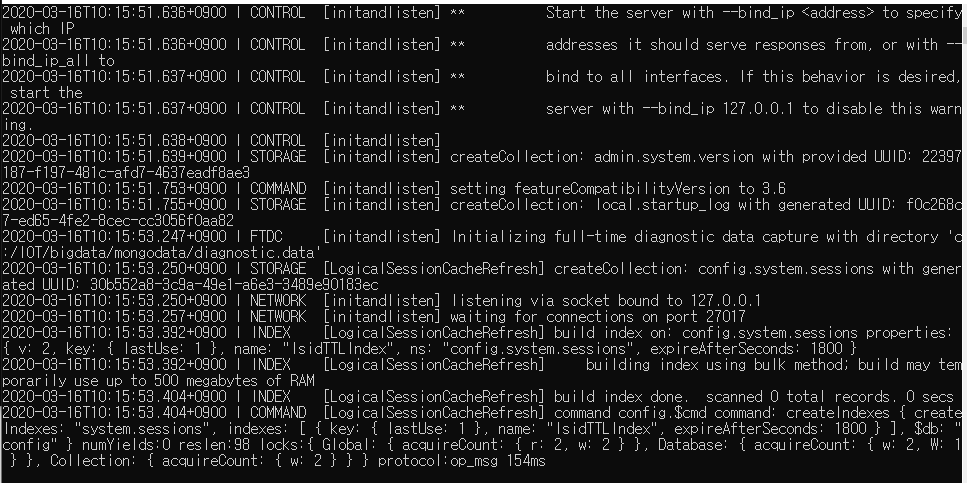 2020-03-16T10:15:51.636+0900 I CONTROL  [initandlisten] **          Start the server with --bind_ip <address> to specify
 which IP
2020-03-16T10:15:51.636+0900 I CONTROL  [initandlisten] **          addresses it should serve responses from, or with --
bind_ip_all to
2020-03-16T10:15:51.637+0900 I CONTROL  [initandlisten] **          bind to all interfaces. If this behavior is desired,
 start the
2020-03-16T10:15:51.637+0900 I CONTROL  [initandlisten] **          server with --bind_ip 127.0.0.1 to disable this warn
ing.
2020-03-16T10:15:51.638+0900 I CONTROL  [initandlisten]
2020-03-16T10:15:51.639+0900 I STORAGE  [initandlisten] createCollection: admin.system.version with provided UUID: 22397
187-f197-481c-afd7-4637eadf8ae3
2020-03-16T10:15:51.753+0900 I COMMAND  [initandlisten] setting featureCompatibilityVersion to 3.6
2020-03-16T10:15:51.755+0900 I STORAGE  [initandlisten] createCollection: local.startup_log with generated UUID: f0c268c
7-ed65-4fe2-8cec-cc3056f0aa82
2020-03-16T10:15:53.247+0900 I FTDC     [initandlisten] Initializing full-time diagnostic data capture with directory 'c
:/IOT/bigdata/mongodata/diagnostic.data'
2020-03-16T10:15:53.250+0900 I STORAGE  [LogicalSessionCacheRefresh] createCollection: config.system.sessions with gener
ated UUID: 30b552a8-3c9a-49e1-a6e3-3489e90183ec
2020-03-16T10:15:53.250+0900 I NETWORK  [initandlisten] listening via socket bound to 127.0.0.1
2020-03-16T10:15:53.257+0900 I NETWORK  [initandlisten] waiting for connections on port 27017
2020-03-16T10:15:53.392+0900 I INDEX    [LogicalSessionCacheRefresh] build index on: config.system.sessions properties:
{ v: 2, key: { lastUse: 1 }, name: "lsidTTLIndex", ns: "config.system.sessions", expireAfterSeconds: 1800 }
2020-03-16T10:15:53.392+0900 I INDEX    [LogicalSessionCacheRefresh]     building index using bulk method; build may tem
porarily use up to 500 megabytes of RAM
2020-03-16T10:15:53.404+0900 I INDEX    [LogicalSessionCacheRefresh] build index done.  scanned 0 total records. 0 secs
2020-03-16T10:15:53.404+0900 I COMMAND  [LogicalSessionCacheRefresh] command config.$cmd command: createIndexes { create
Indexes: "system.sessions", indexes: [ { key: { lastUse: 1 }, name: "lsidTTLIndex", expireAfterSeconds: 1800 } ], $db: "
config" } numYields:0 reslen:98 locks:{ Global: { acquireCount: { r: 2, w: 2 } }, Database: { acquireCount: { w: 2, W: 1
 } }, Collection: { acquireCount: { w: 2 } } } protocol:op_msg 154ms